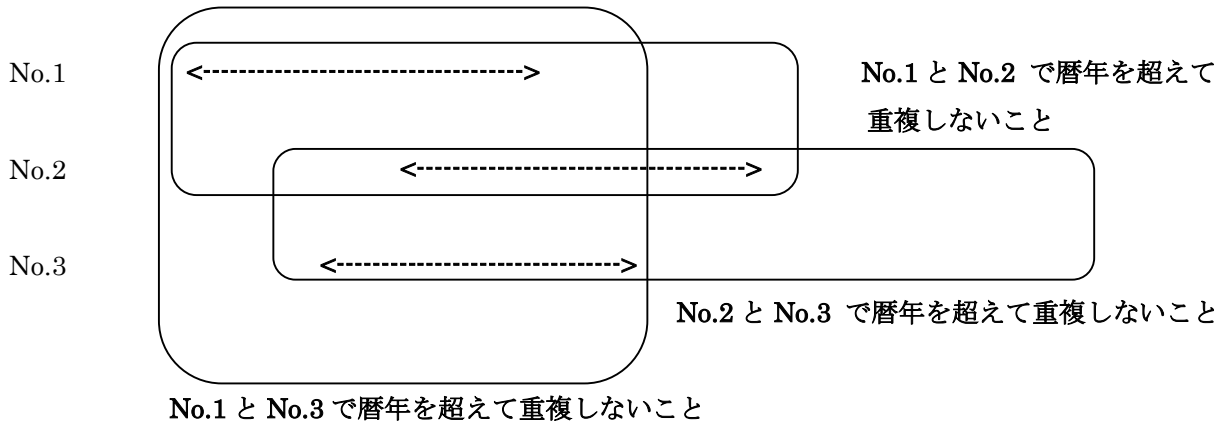 No.1
No.1 と No.2 で暦年を超えて
重複しないこと
No.2
No.3
No.2 と No.3 で暦年を超えて重複しないこと
No.1 と No.3 で暦年を超えて重複しないこと